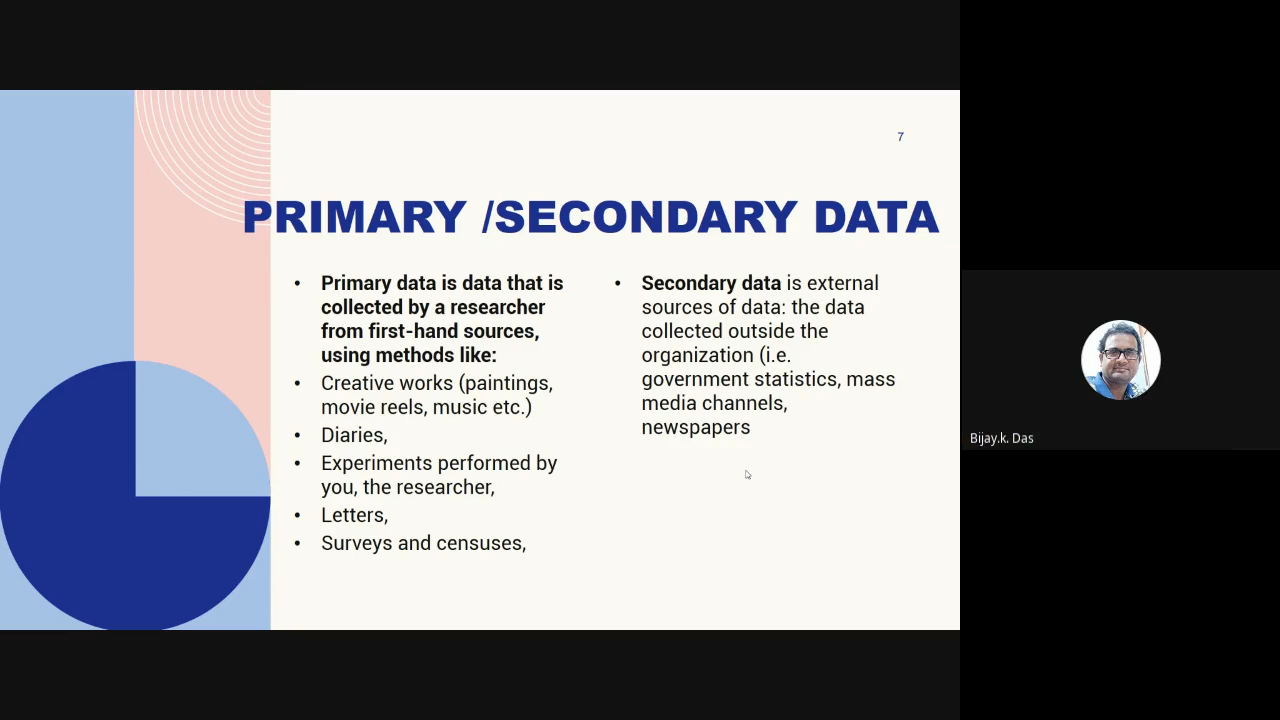 7
PRIMARY /SECONDARY DATA
• Primary data is data that is
collected by a researcher
from first-hand sources,
using methods like:
• Creative works (paintings,
movie reels, music etc.)
• Diaries,
• Experiments performed by
you, the researcher,
• Letters,
• Surveys and censuses,
• Secondary data is external
sources of data: the data
collected outside the
organization (i.e.
government statistics, mass
media channels,
newspapers
Bijay.k. Das